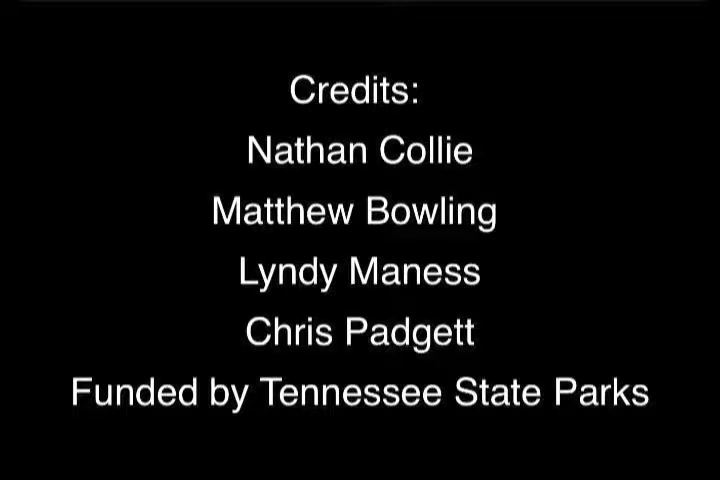 Credits:
Nathan Collie
Matthew Bowling
Lyndy Maness
Chris Padgett
Funded by Tennessee State Parks